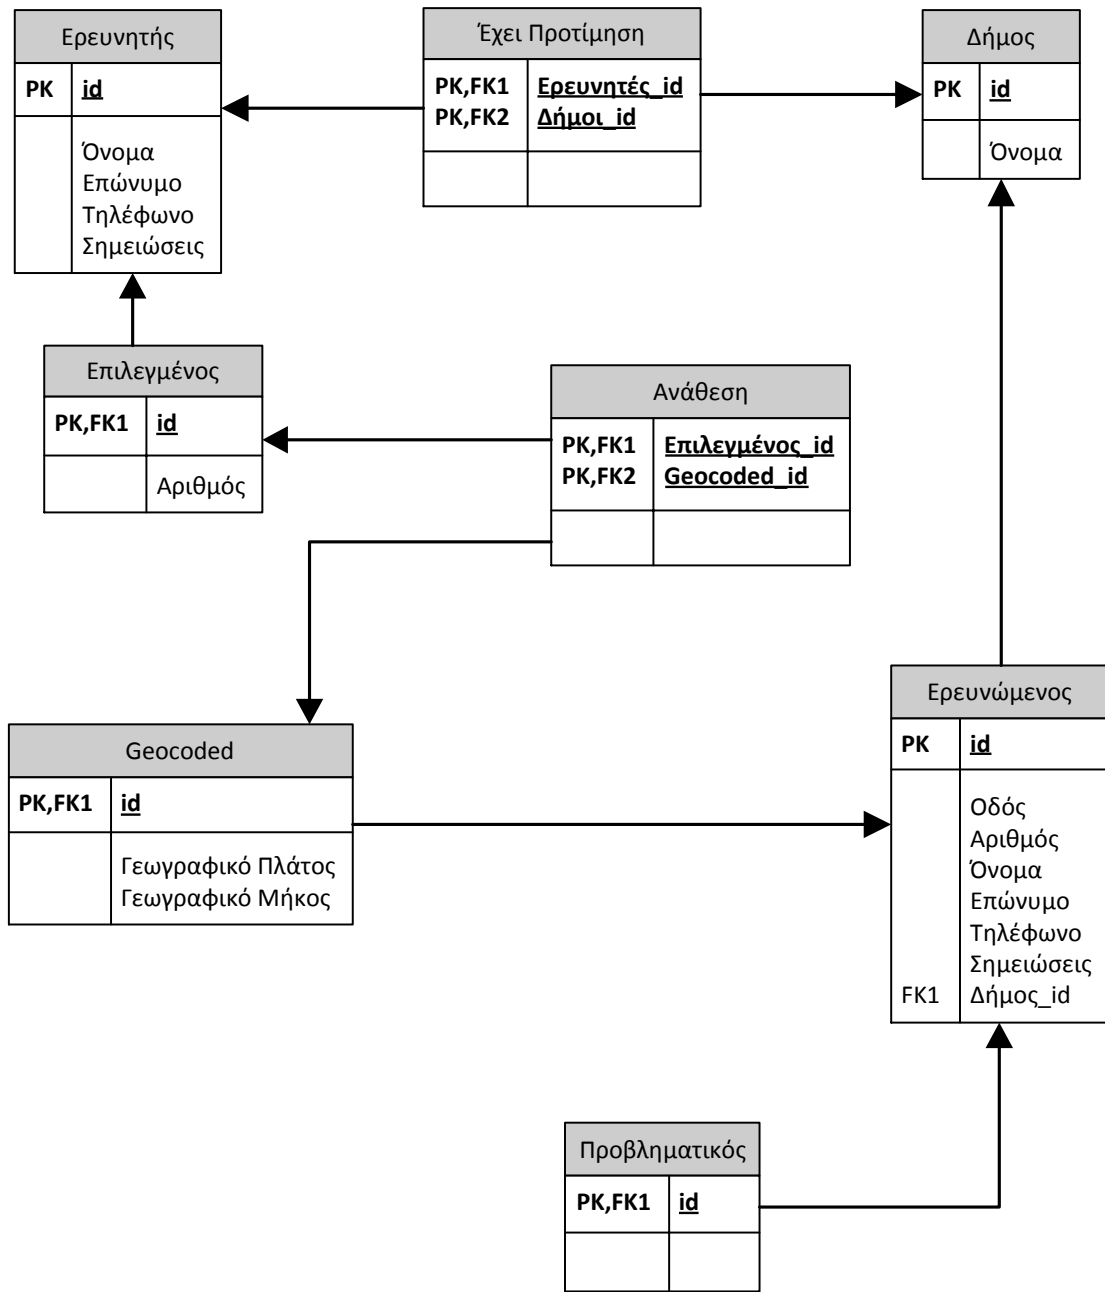 Ερευνητής
PK id
Όνομα
Επώνυμο
Τηλέφωνο
Σημειώσεις
Έχει Προτίμηση
PK,FK1 Ερευνητές_id
PK,FK2 Δήμοι_id
Δήμος
PK id
Όνομα
Επιλεγμένος
PK,FK1 id
Αριθμός
Ανάθεση
PK,FK1 Επιλεγμένος_id
PK,FK2 Geocoded_id
Geocoded
PK,FK1 id
Γεωγραφικό Πλάτος
Γεωγραφικό Μήκος
Ερευνώμενος
PK id
Οδός
Αριθμός
Όνομα
Επώνυμο
Τηλέφωνο
Σημειώσεις
FK1 Δήμος_id
Προβληματικός
PK,FK1 id